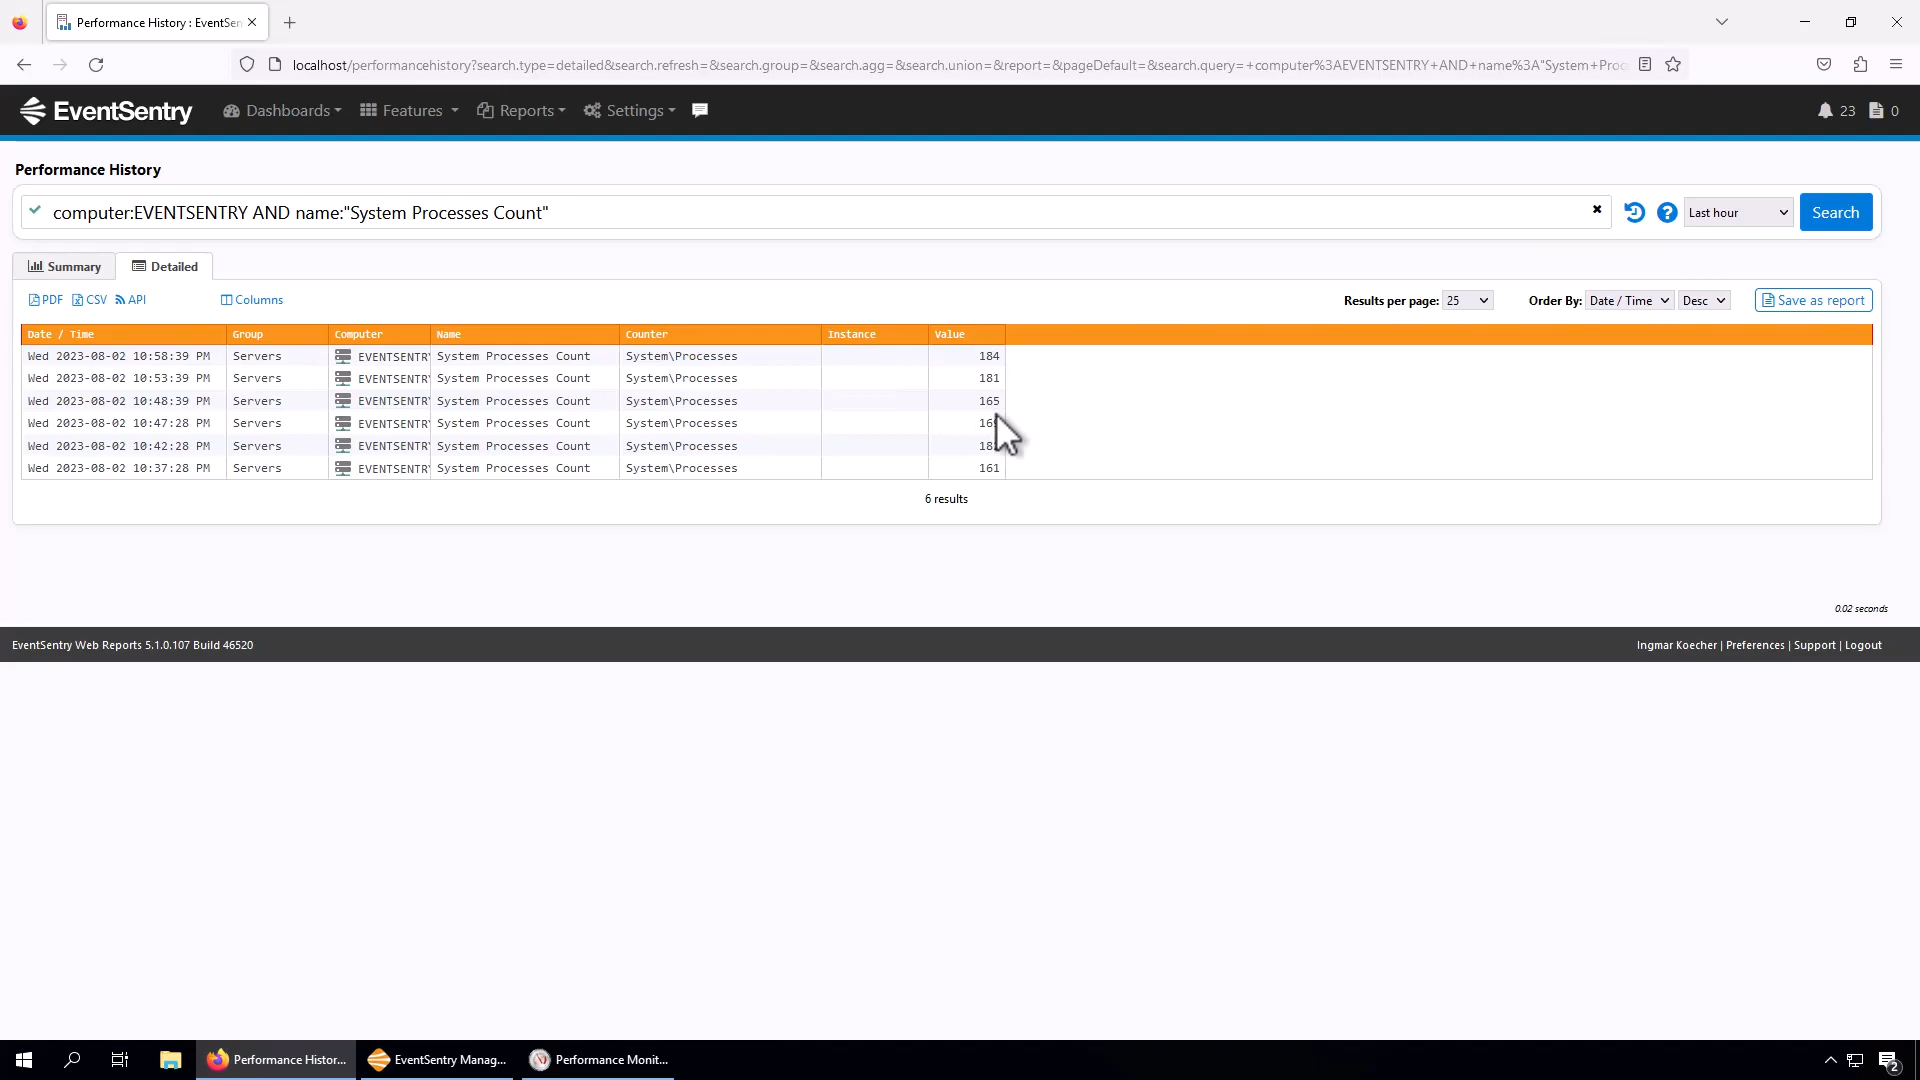 Performance History : EventSen
localhost/performancehistory?search.type=detailed&search.refresh=&search.group=&search.agg=&search.union=&report=&pageDefault=&search.query=+computer%3AEVENTSENTRY+AND+name%3A"System+Proc
EventSentry Dashboards Features Reports Settings 23 0
Performance History
computer:EVENTSENTRY AND name:"System Processes Count" Last hour Search
Summary Detailed
PDF CSV API Columns Results per page: 25 Order By: Date / Time Desc Save as report
Date / Time Group Computer Name Counter Instance Value
Wed 2023-08-02 10:58:39 PM Servers EVENTSENTRY System Processes Count System\Processes 184
Wed 2023-08-02 10:53:39 PM Servers EVENTSENTRY System Processes Count System\Processes 181
Wed 2023-08-02 10:48:39 PM Servers EVENTSENTRY System Processes Count System\Processes 165
Wed 2023-08-02 10:47:28 PM Servers EVENTSENTRY System Processes Count System\Processes
Wed 2023-08-02 10:42:28 PM Servers EVENTSENTRY System Processes Count System\Processes
Wed 2023-08-02 10:37:28 PM Servers EVENTSENTRY System Processes Count System\Processes 161
6 results
0.02 seconds
EventSentry Web Reports 5.1.0.107 Build 46520 Ingmar Koecher | Preferences | Support | Logout
Performance Histor... EventSentry Manag... Performance Monit... 2